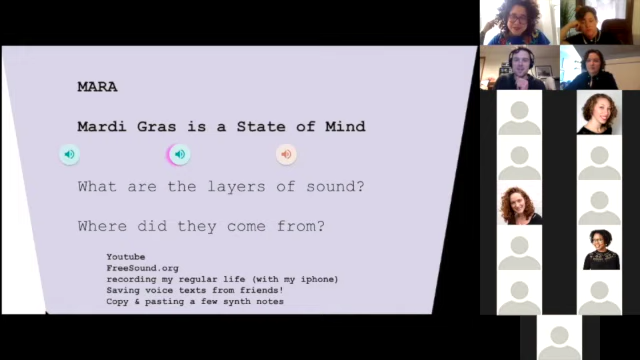 MARA
Mardi Gras is a State of Mind
What are the layers of sound?
Where did they come from?
Youtube
FreeSound.org
recording my regular life (with my iphone)
Saving voice texts from friends!
Copy & pasting a few synth notes